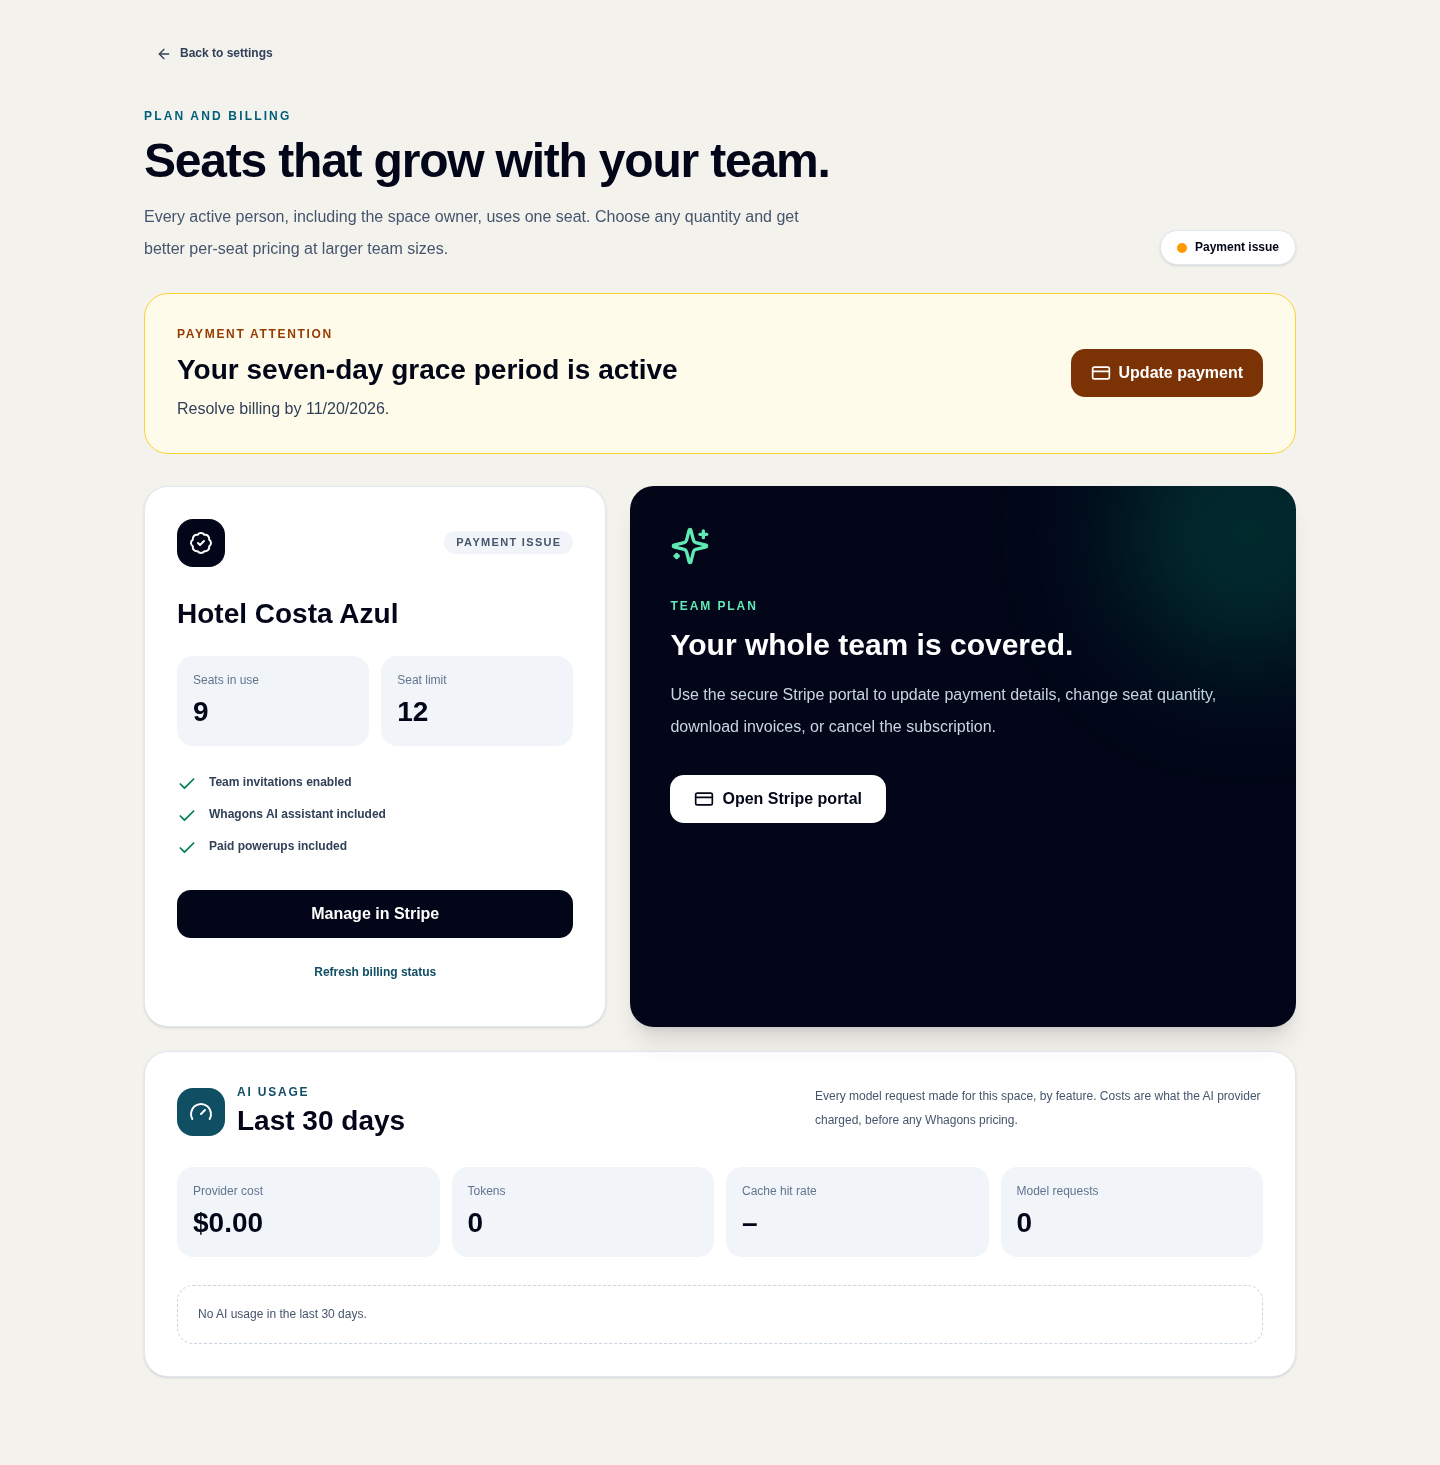 Back to settings
PLAN AND BILLING
Seats that grow with your team.
Every active person, including the space owner, uses one seat. Choose any quantity and get
better per-seat pricing at larger team sizes.
Payment issue
PAYMENT ATTENTION
Your seven-day grace period is active
Resolve billing by 11/20/2026.
Update payment
PAYMENT ISSUE
Hotel Costa Azul
Seats in use
9
Seat limit
12
Team invitations enabled
Whagons AI assistant included
Paid powerups included
Manage in Stripe
Refresh billing status
TEAM PLAN
Your whole team is covered.
Use the secure Stripe portal to update payment details, change seat quantity,
download invoices, or cancel the subscription.
Open Stripe portal
AI USAGE
Last 30 days
Every model request made for this space, by feature. Costs are what the AI provider
charged, before any Whagons pricing.
Provider cost
$0.00
Tokens
0
Cache hit rate
–
Model requests
0
No AI usage in the last 30 days.